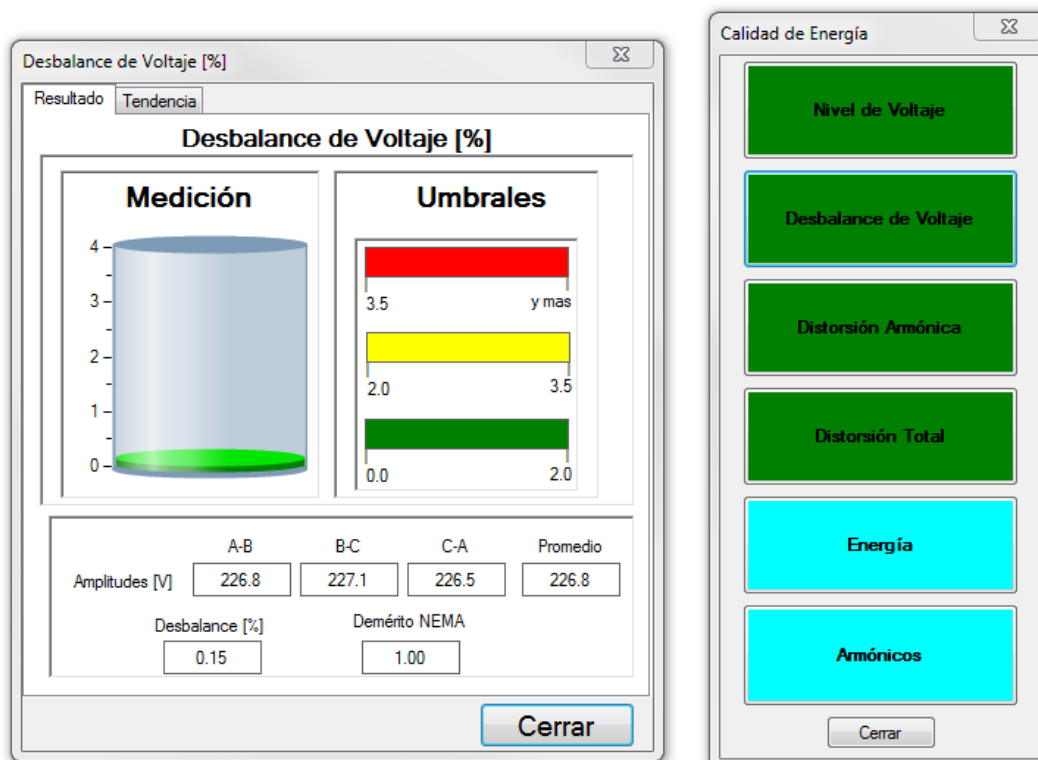 Desbalance de Voltaje [%]
Resultado
Tendencia
Desbalance de Voltaje [%]
Medición
4
3
2
1
0
Umbrales
3.5 y mas
2.0 3.5
0.0 2.0
A-B B-C C-A Promedio
Amplitudes [V] 226.8 227.1 226.5 226.8
Desbalance [%] Demérito NEMA
0.15 1.00
Cerrar
Calidad de Energía
Nivel de Voltaje
Desbalance de Voltaje
Distorsión Armónica
Distorsión Total
Energía
Armónicos
Cerrar